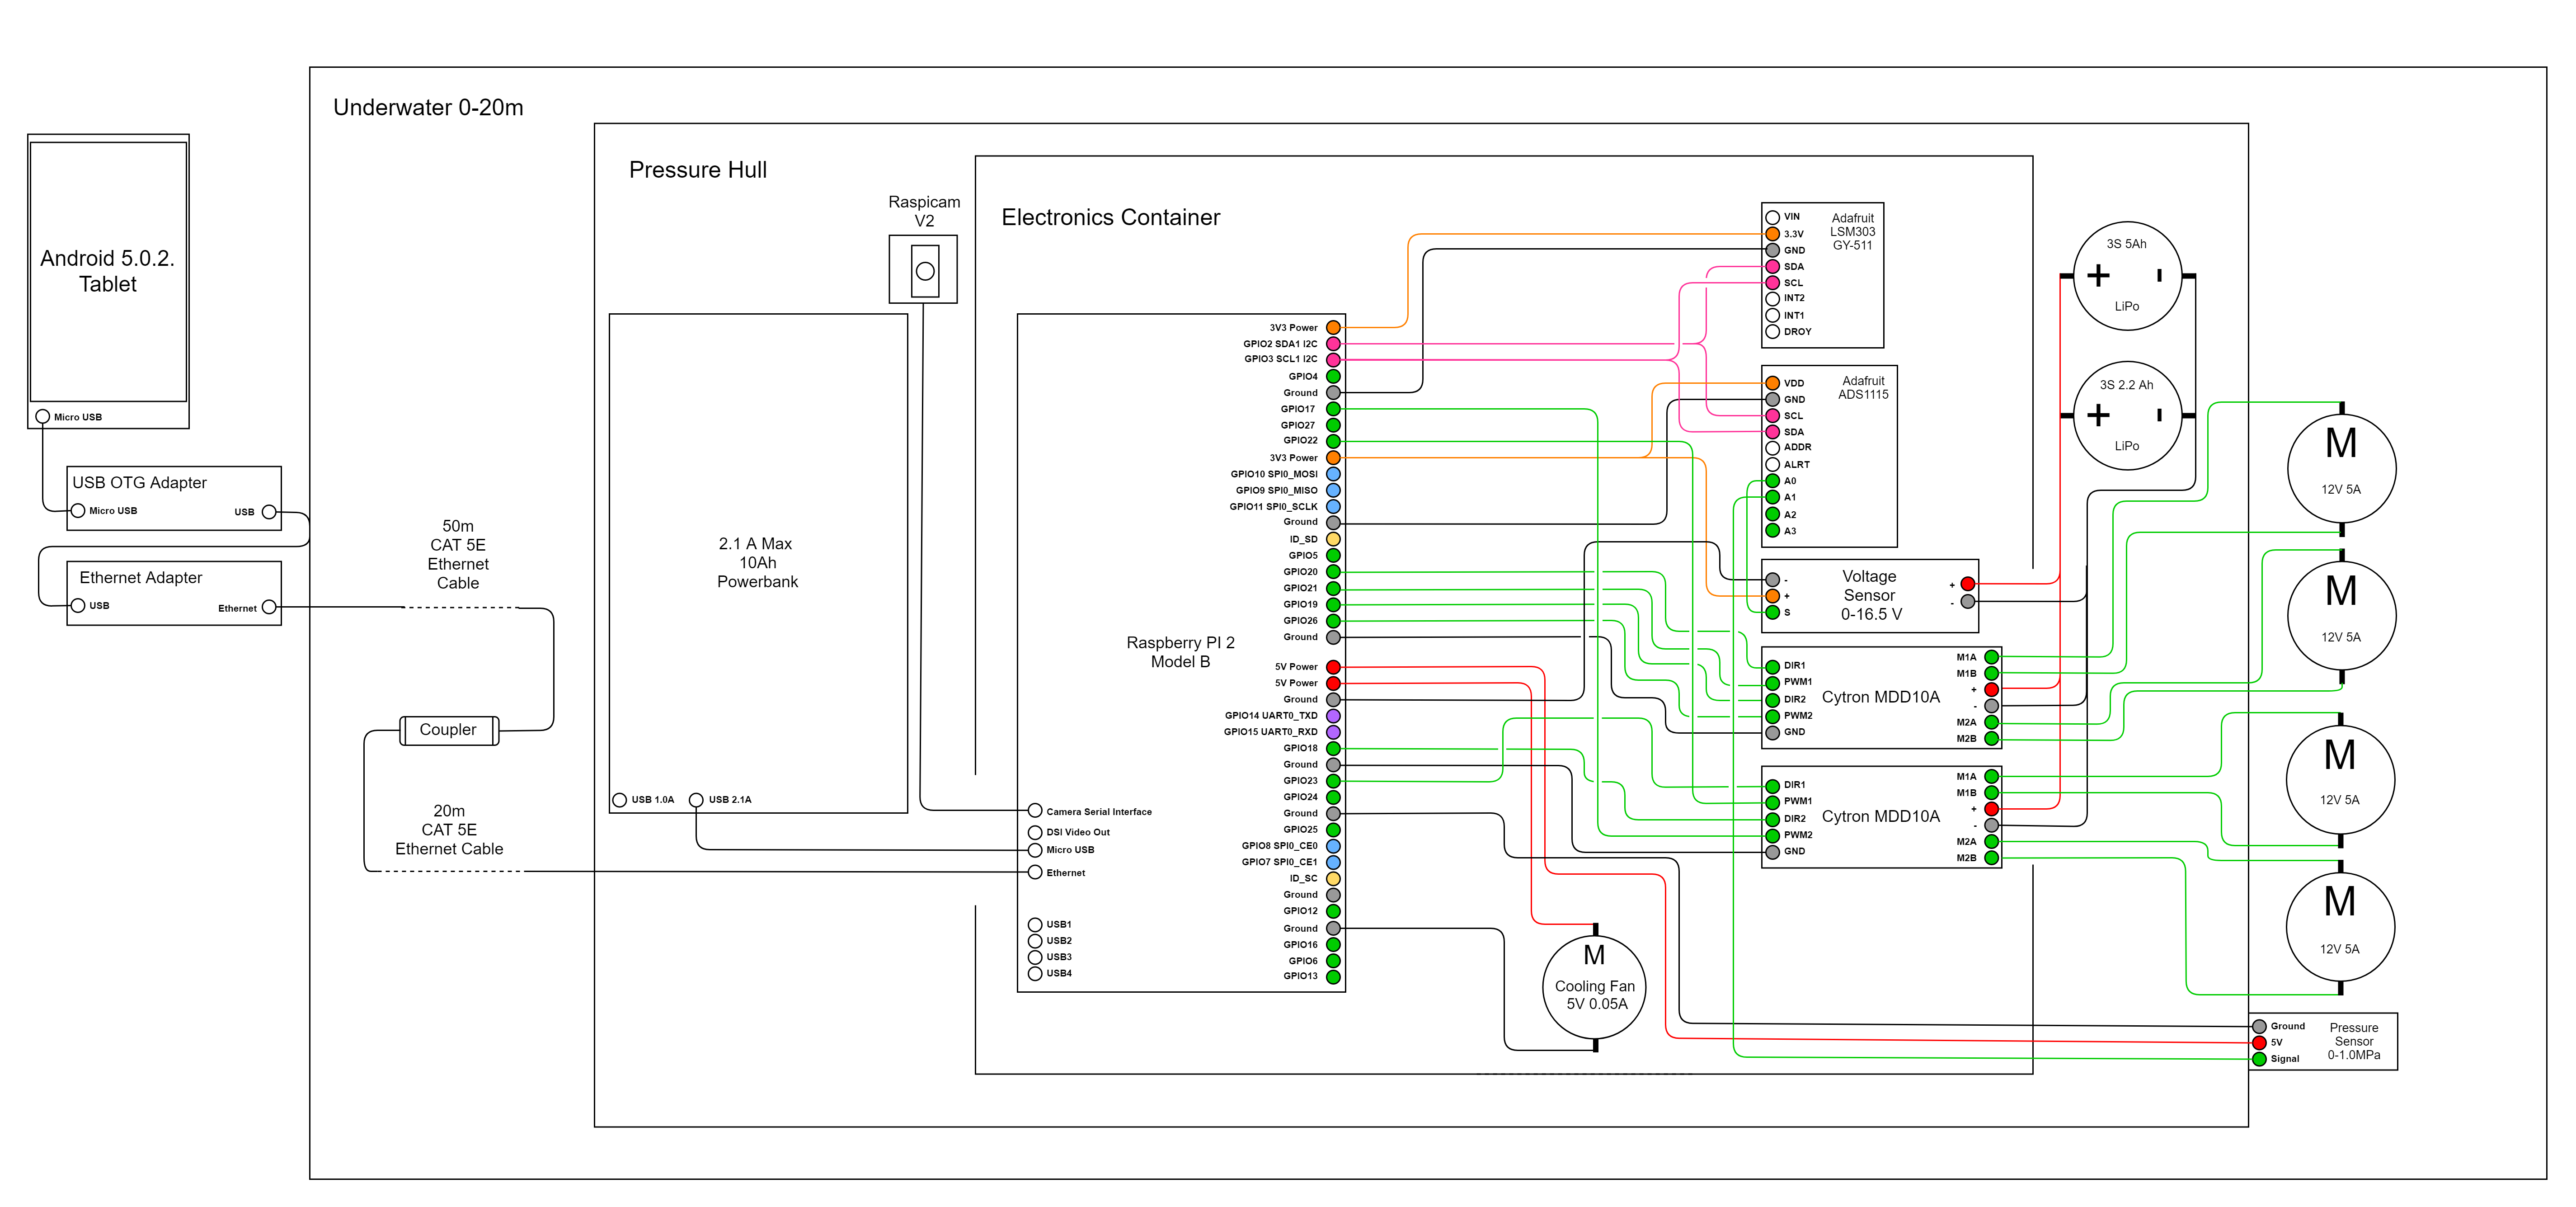 Underwater 0-20m
Android 5.0.2.
Tablet
Micro USB
USB OTG Adapter
Micro USB
USB
Ethernet Adapter
USB
Ethernet
50m
CAT 5E
Ethernet
Cable
Coupler
20m
CAT 5E
Ethernet Cable
Pressure Hull
Raspicam
V2
2.1 A Max
10Ah
Powerbank
USB 1.0A
USB 2.1A
Electronics Container
Raspberry PI 2
Model B
Camera Serial Interface
DSI Video Out
Micro USB
Ethernet
USB1
USB2
USB3
USB4
3V3 Power
GPIO2 SDA1 I2C
GPIO3 SCL1 I2C
GPIO4
Ground
GPIO17
GPIO27
GPIO22
3V3 Power
GPIO10 SPI0_MOSI
GPIO9 SPI0_MISO
GPIO11 SPI0_SCLK
Ground
ID_SD
GPIO5
GPIO20
GPIO21
GPIO19
GPIO26
Ground
5V Power
5V Power
Ground
GPIO14 UART0_TXD
GPIO15 UART0_RXD
GPIO18
Ground
GPIO23
GPIO24
Ground
GPIO25
GPIO8 SPI0_CE0
GPIO7 SPI0_CE1
ID_SC
Ground
GPIO12
Ground
GPIO16
GPIO6
GPIO13
M
Cooling Fan
5V 0.05A
VIN
3.3V
GND
SDA
SCL
INT2
INT1
DROY
Adafruit
LSM303
GY-511
VDD
GND
SCL
SDA
ADDR
ALRT
A0
A1
A2
A3
Adafruit
ADS1115
-
+
S
Voltage
Sensor
0-16.5 V
+
-
DIR1
PWM1
DIR2
PWM2
GND
Cytron MDD10A
M1A
M1B
+
-
M2A
M2B
DIR1
PWM1
DIR2
PWM2
GND
Cytron MDD10A
M1A
M1B
+
-
M2A
M2B
3S 5Ah
+ -
LiPo
3S 2.2 Ah
+ -
LiPo
M
12V 5A
M
12V 5A
M
12V 5A
M
12V 5A
Ground
5V
Signal
Pressure
Sensor
0-1.0MPa